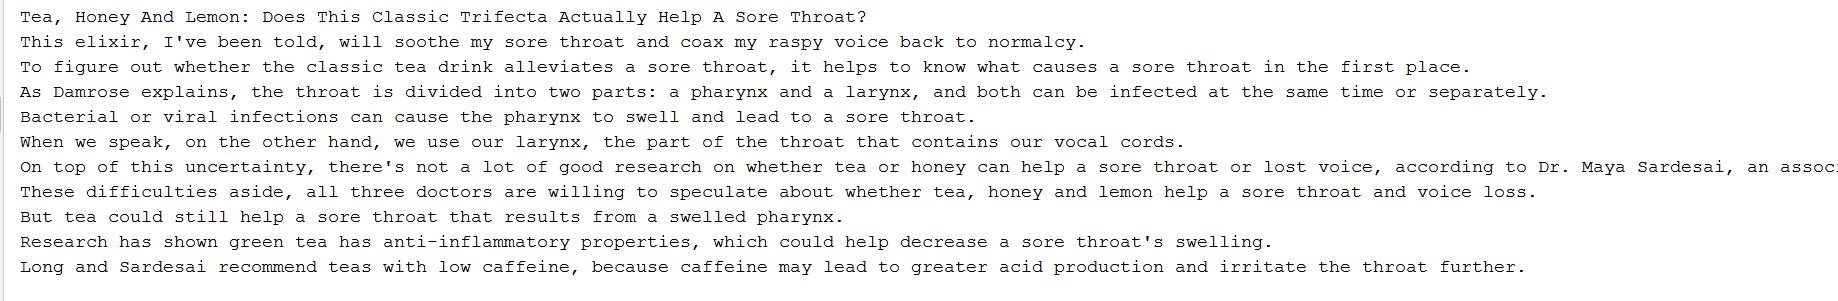 Tea, Honey And Lemon: Does This Classic Trifecta Actually Help A Sore Throat?
This elixir, I've been told, will soothe my sore throat and coax my raspy voice back to normalcy.
To figure out whether the classic tea drink alleviates a sore throat, it helps to know what causes a sore throat in the first place.
As Damrose explains, the throat is divided into two parts: a pharynx and a larynx, and both can be infected at the same time or separately.
Bacterial or viral infections can cause the pharynx to swell and lead to a sore throat.
When we speak, on the other hand, we use our larynx, the part of the throat that contains our vocal cords.
On top of this uncertainty, there's not a lot of good research on whether tea or honey can help a sore throat or lost voice, according to Dr. Maya Sardesai, an
These difficulties aside, all three doctors are willing to speculate about whether tea, honey and lemon help a sore throat and voice loss.
But tea could still help a sore throat that results from a swelled pharynx.
Research has shown green tea has anti-inflammatory properties, which could help decrease a sore throat's swelling.
Long and Sardesai recommend teas with low caffeine, because caffeine may lead to greater acid production and irritate the throat further.